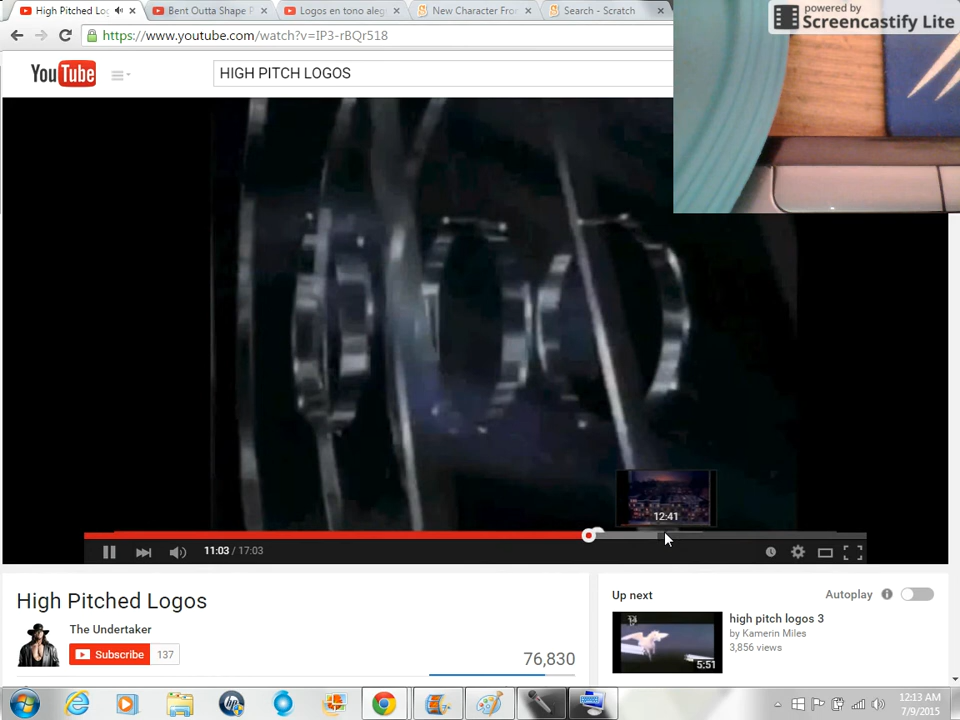 High Pitched Lo
Bent Outta Shape P
Logos en tono aleg
New Character Fro
Search - Scratch
powered by
Screencastify Lite
https://www.youtube.com/watch?v=IP3-rBQr518
YouTube
HIGH PITCH LOGOS
12:41
11:03 / 17:03
High Pitched Logos
The Undertaker
Subscribe 137
76,830
Up next
Autoplay
high pitch logos 3
by Kamerin Miles
3,856 views
5:51
12:13 AM
7/9/2015